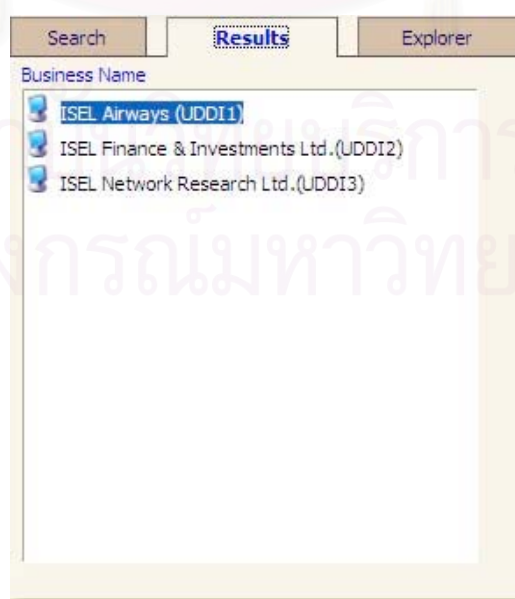 Search Results Explorer
Business Name
ISEL Airways (UDDI1)
ISEL Finance & Investments Ltd.(UDDI2)
ISEL Network Research Ltd.(UDDI3)